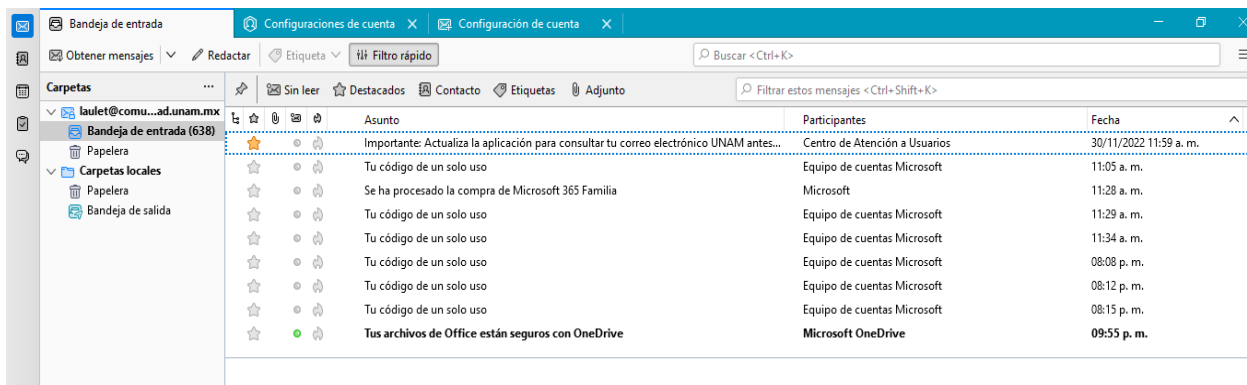 Bandeja de entrada Configuraciones de cuenta Configuración de cuenta
Obtener mensajes Redactar Etiqueta Filtro rápido Buscar <Ctrl+K>
Carpetas ... Sin leer Destacados Contacto Etiquetas Adjunto Filtrar estos mensajes <Ctrl+Shift+K>
laulet@comu...ad.unam.mx
Bandeja de entrada (638)
Papelera
Carpetas locales
Papelera
Bandeja de salida
Asunto Participantes Fecha
Importante: Actualiza la aplicación para consultar tu correo electrónico UNAM antes... Centro de Atención a Usuarios 30/11/2022 11:59 a. m.
Tu código de un solo uso Equipo de cuentas Microsoft 11:05 a. m.
Se ha procesado la compra de Microsoft 365 Familia Microsoft 11:28 a. m.
Tu código de un solo uso Equipo de cuentas Microsoft 11:29 a. m.
Tu código de un solo uso Equipo de cuentas Microsoft 11:34 a. m.
Tu código de un solo uso Equipo de cuentas Microsoft 08:08 p. m.
Tu código de un solo uso Equipo de cuentas Microsoft 08:12 p. m.
Tu código de un solo uso Equipo de cuentas Microsoft 08:15 p. m.
Tus archivos de Office están seguros con OneDrive Microsoft OneDrive 09:55 p. m.